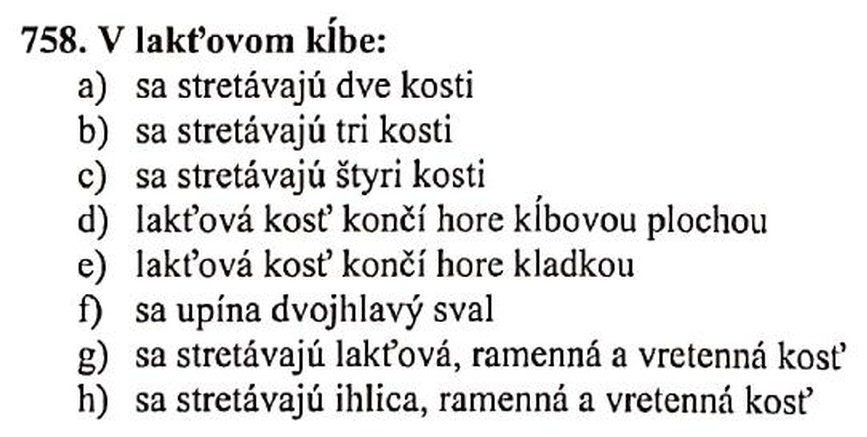 758. V lakťovom kĺbe:
a) sa stretávajú dve kosti
b) sa stretávajú tri kosti
c) sa stretávajú štyri kosti
d) lakťová kosť končí hore kĺbovou plochou
e) lakťová kosť končí hore kladkou
f) sa upína dvojhlavý sval
g) sa stretávajú lakťová, ramenná a vretenná kosť
h) sa stretávajú ihlica, ramenná a vretenná kosť